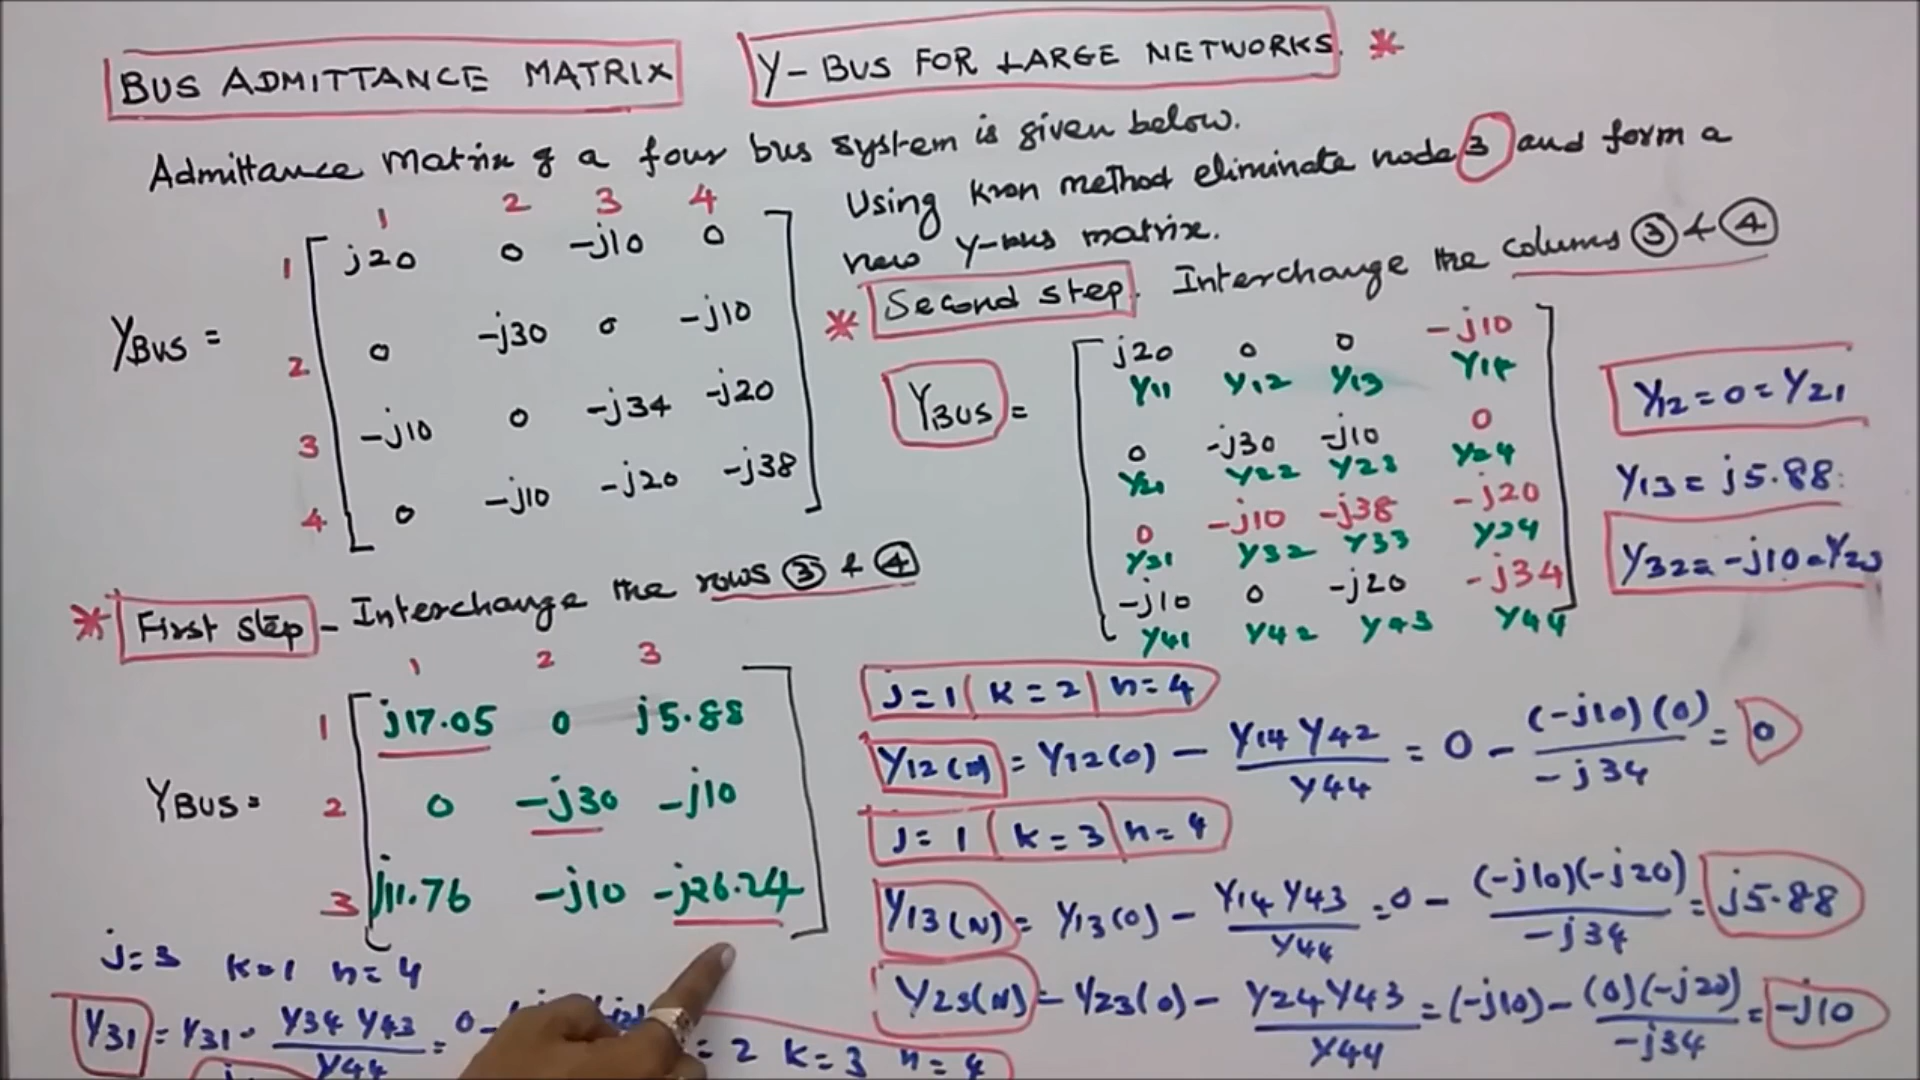 BUS ADMITTANCE MATRIX
Y-BUS FOR LARGE NETWORKS. *
Admittance matrix of a four bus system is given below.
Using Kron method eliminate node 3 and form a
new Y-bus matrix.
1 2 3 4
1 j20 0 -j10 0
2 0 -j30 0 -j10
YBUS =
3 -j10 0 -j34 -j20
4 0 -j10 -j20 -j38
* First step - Interchange the rows 3 & 4
* Second step. Interchange the colums 3 & 4
YBUS =
j20 0 0 -j10
Y11 Y12 Y13 Y14
0 -j30 -j10 0
Y21 Y22 Y23 Y24
0 -j10 -j38 -j20
Y31 Y32 Y33 Y34
-j10 0 -j20 -j34
Y41 Y42 Y43 Y44
Y12 = 0 = Y21
Y13 = j5.88
Y32 = -j10 = Y23
1 2 3
1 j17.05 0 j5.88
YBUS =
2 0 -j30 -j10
3 j11.76 -j10 -j26.24
j=1 k=2 n=4
Y12(N) = Y12(0) - Y14 Y42 / Y44 = 0 - (-j10)(0) / -j34 = 0
j=1 k=3 n=4
Y13(N) = Y13(0) - Y14 Y43 / Y44 = 0 - (-j10)(-j20) / -j34 = j5.88
Y23(N) = Y23(0) - Y24 Y43 / Y44 = (-j10) - (0)(-j20) / -j34 = -j10
j=3 k=1 n=4
Y31 = Y31 - Y34 Y43 / Y44 = 0 -
= 2 k=3 n=4